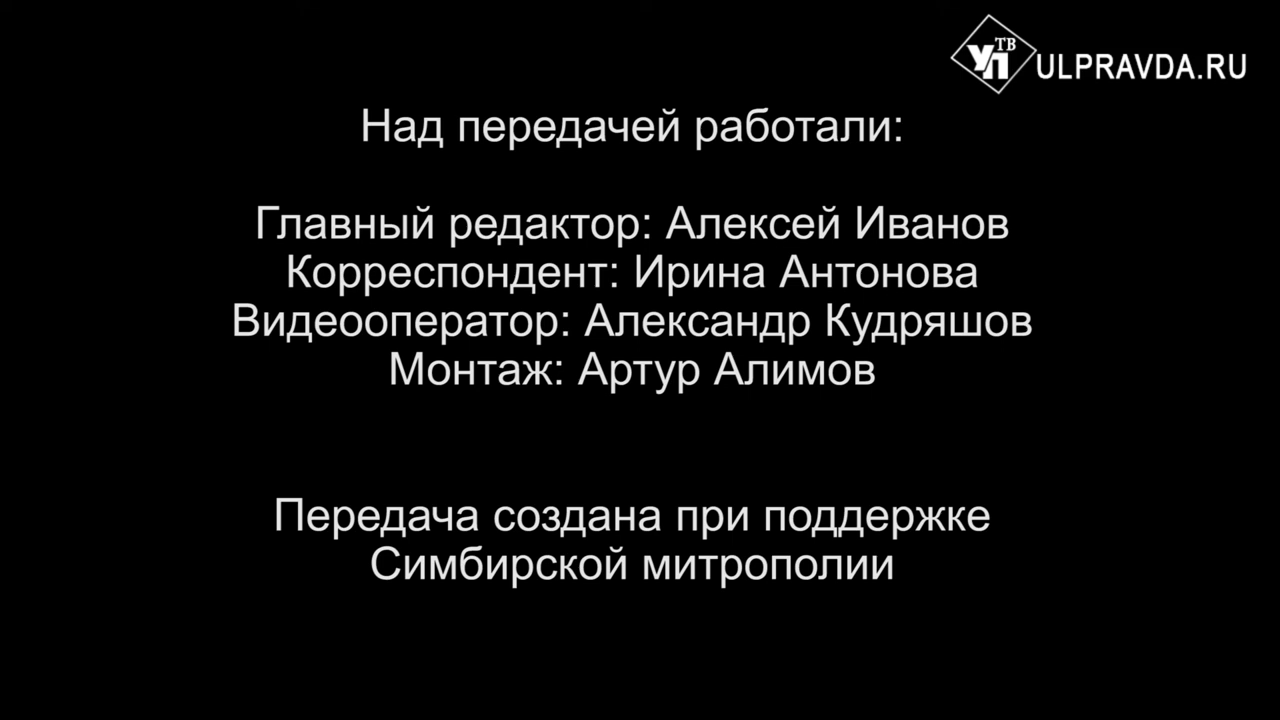 ТВ
УП
ULPRAVDA.RU
Над передачей работали:
Главный редактор: Алексей Иванов
Корреспондент: Ирина Антонова
Видеооператор: Александр Кудряшов
Монтаж: Артур Алимов
Передача создана при поддержке
Симбирской митрополии